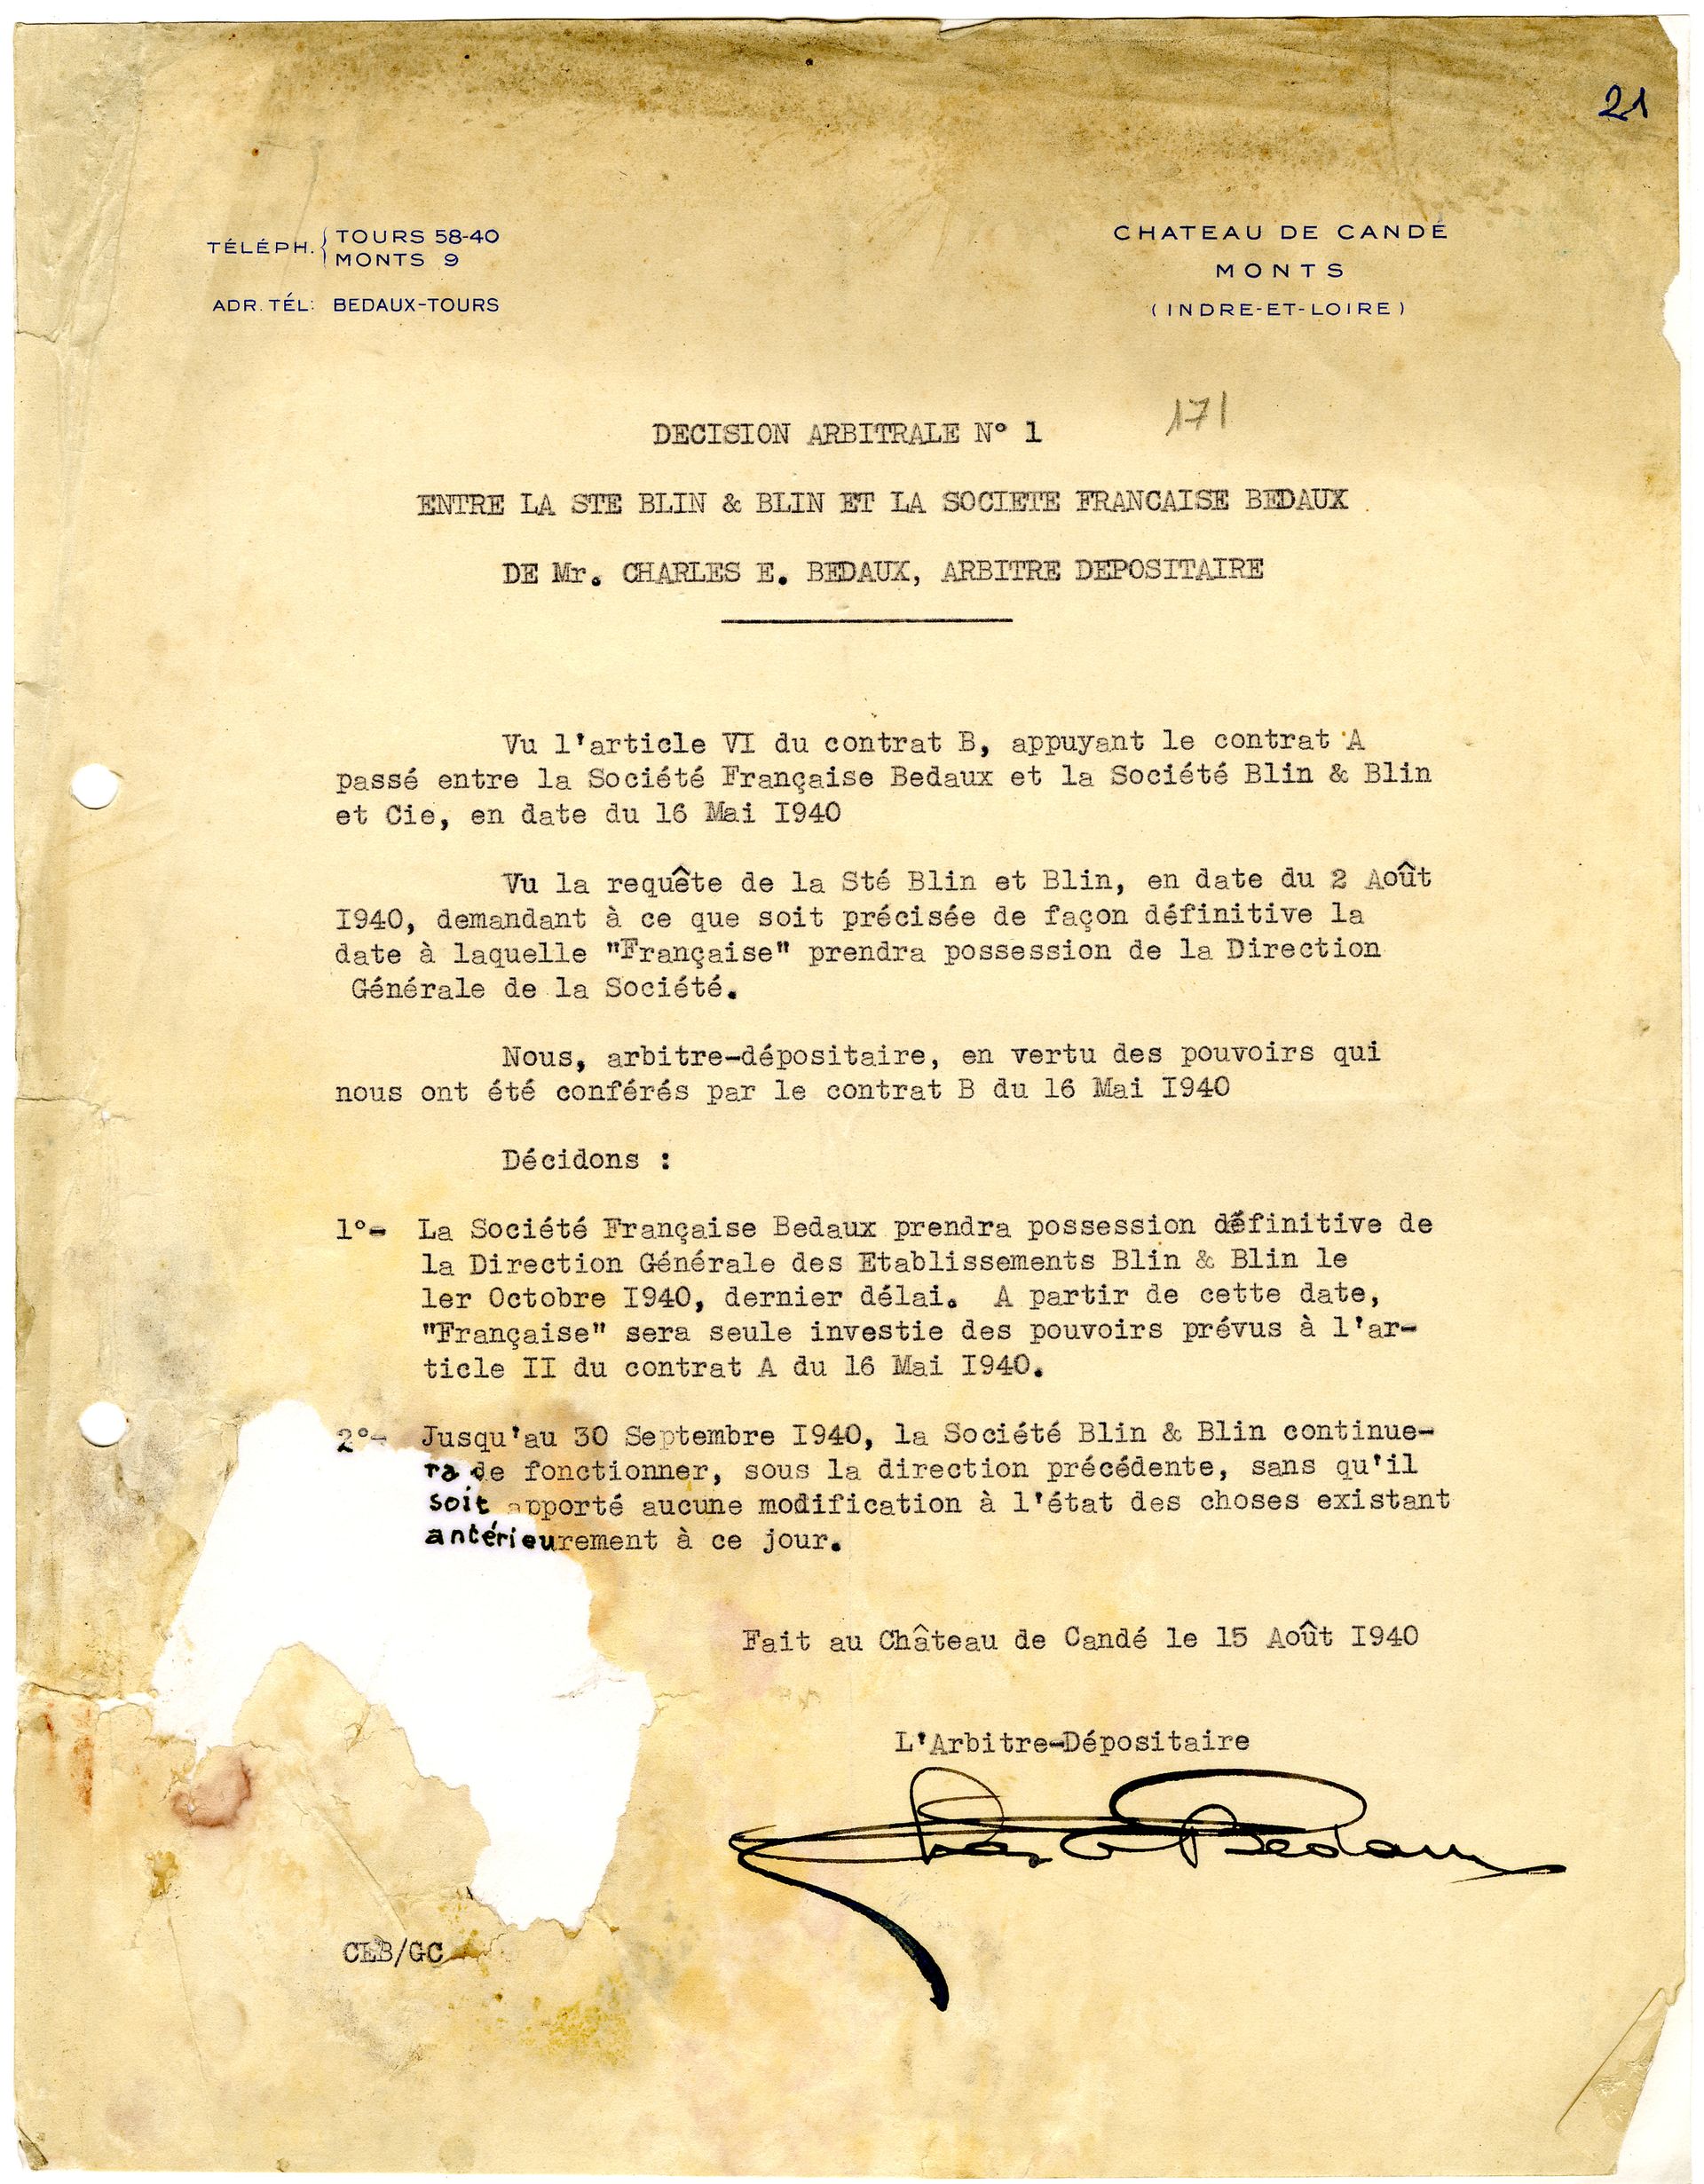 21
TÉLÉPH. { TOURS 58-40
MONTS 9
ADR. TÉL: BEDAUX-TOURS
CHATEAU DE CANDÉ
MONTS
(INDRE-ET-LOIRE)
171
DECISION ARBITRALE N° 1
ENTRE LA STE BLIN & BLIN ET LA SOCIETE FRANCAISE BEDAUX.
DE Mr. CHARLES E. BEDAUX, ARBITRE DEPOSITAIRE
Vu l'article VI du contrat B, appuyant le contrat A
passé entre la Société Française Bedaux et la Société Blin & Blin
et Cie, en date du 16 Mai I940
Vu la requête de la Sté Blin et Blin, en date du 2 Août
I940, demandant à ce que soit précisée de façon définitive la
date à laquelle "Française" prendra possession de la Direction
Générale de la Société.
Nous, arbitre-dépositaire, en vertu des pouvoirs qui
nous ont été conférés par le contrat B du 16 Mai I940
Décidons :
1°- La Société Française Bedaux prendra possession définitive de
la Direction Générale des Etablissements Blin & Blin le
1er Octobre I940, dernier délai. A partir de cette date,
"Française" sera seule investie des pouvoirs prévus à l'ar-
ticle II du contrat A du 16 Mai I940.
2°- Jusqu'au 30 Septembre I940, la Société Blin & Blin continue-
ra de fonctionner, sous la direction précédente, sans qu'il
soit apporté aucune modification à l'état des choses existant
antérieurement à ce jour.
Fait au Château de Candé le 15 Août I940
L'Arbitre-Dépositaire
Chas E Bedaux
CEB/GC